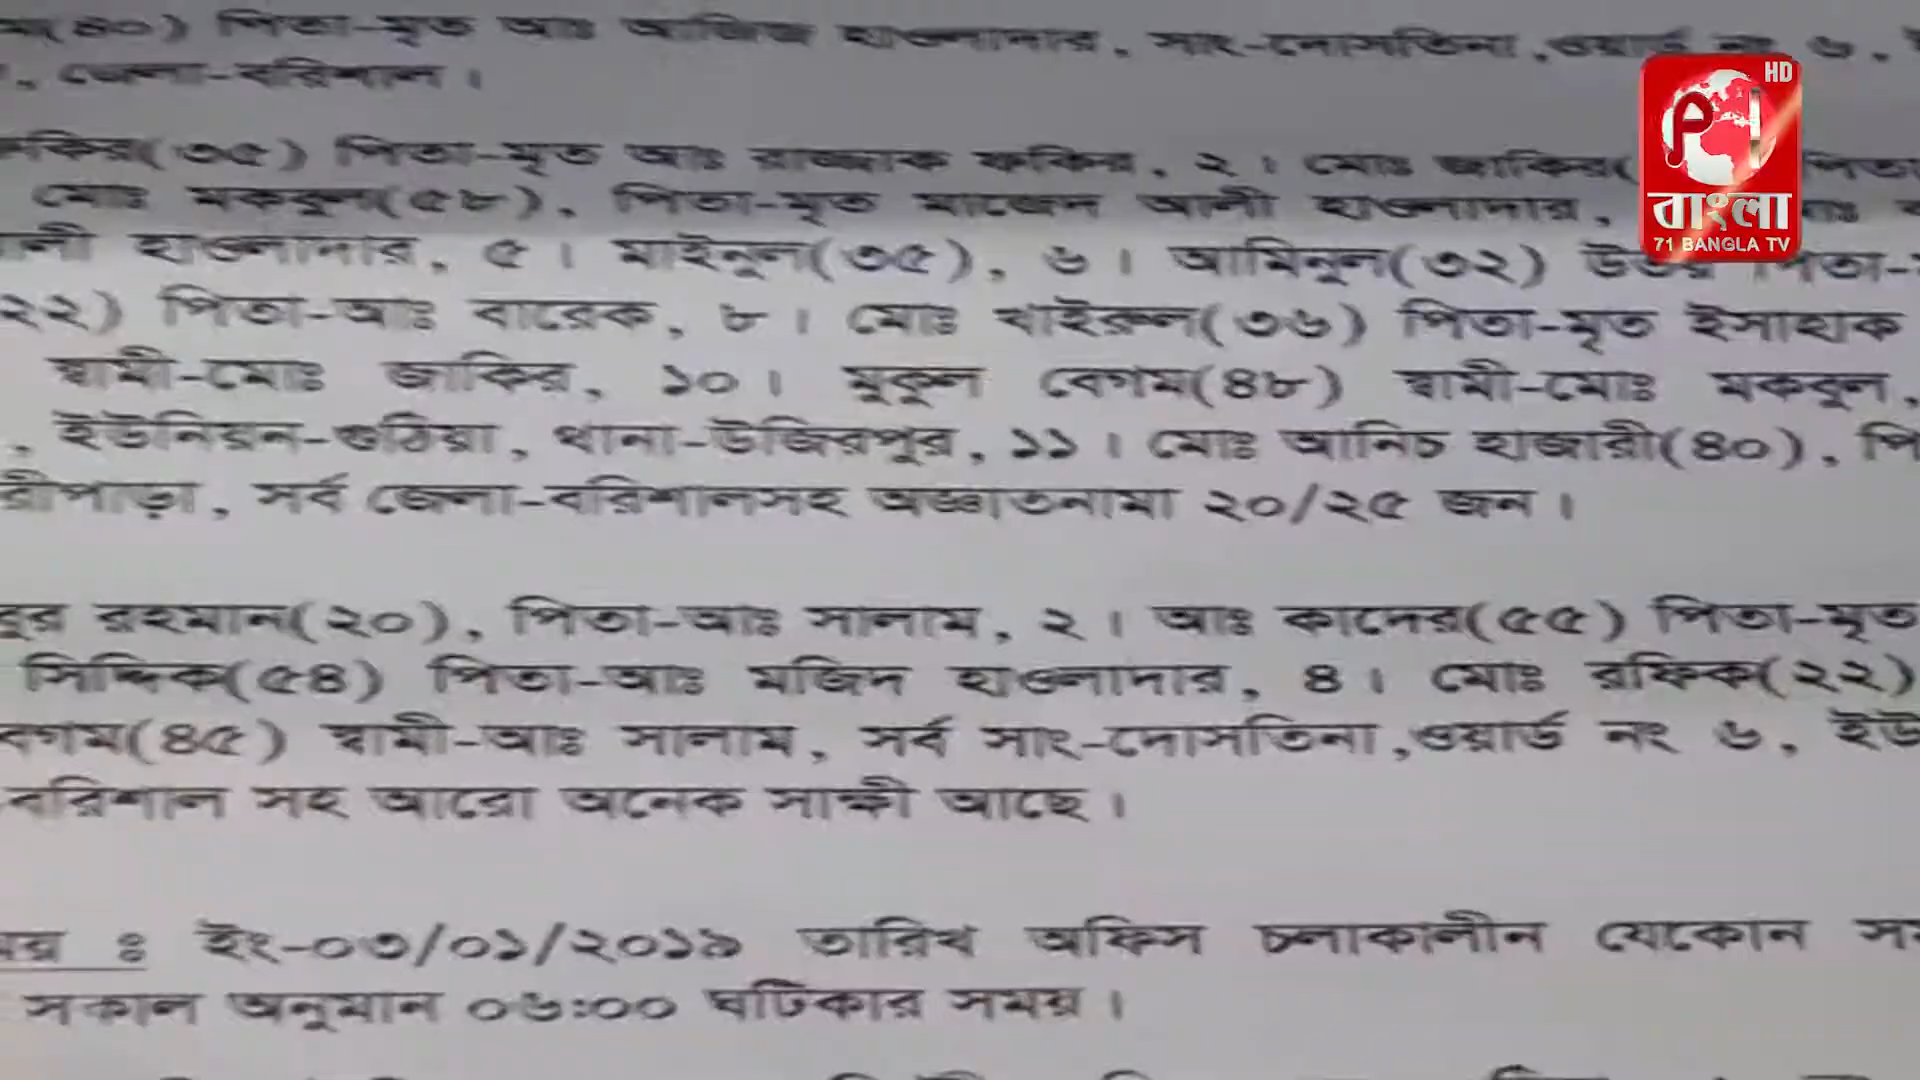 (৪০) পিতা-মৃত আঃ আজিজ হাওলাদার, সাং-দোসতিনা,ওয়ার্ড নং ৬,
, জেলা-বরিশাল।
(৩৫) পিতা-মৃত আঃ রাজ্জাক ফকির, ২। মোঃ জাকির( পিতা
মোঃ মকবুল(৫৮), পিতা-মৃত মাজেদ আলী হাওলাদার,
হাওলাদার, ৫। মাইনুল(৩৫), ৬। আমিনুল(৩২) উভয় পিতা-
২২) পিতা-আঃ বারেক, ৮। মোঃ খাইরুল(৩৬) পিতা-মৃত ইসাহাক
স্বামী-মোঃ জাকির, ১০। মুকুল বেগম(৪৮) স্বামী-মোঃ মকবুল,
, ইউনিয়ন-গুঠিয়া, থানা-উজিরপুর, ১১। মোঃ আনিচ হাজারী(৪০),
, সর্ব জেলা-বরিশালসহ অজ্ঞাতনামা ২০/২৫ জন।
রহমান(২০), পিতা-আঃ সালাম, ২। আঃ কাদের(৫৫) পিতা-মৃত
সিদ্দিক(৫৪) পিতা-আঃ মজিদ হাওলাদার, ৪। মোঃ রফিক(২২)
(৪৫) স্বামী-আঃ সালাম, সর্ব সাং-দোসতিনা,ওয়ার্ড নং ৬,
বরিশাল সহ আরো অনেক সাক্ষী আছে।
ঃ ইং-০৩/০১/২০১৯ তারিখ অফিস চলাকালীন যেকোন
সকাল অনুমান ০৬:০০ ঘটিকার সময়।
HD
বাংলা
71 BANGLA TV